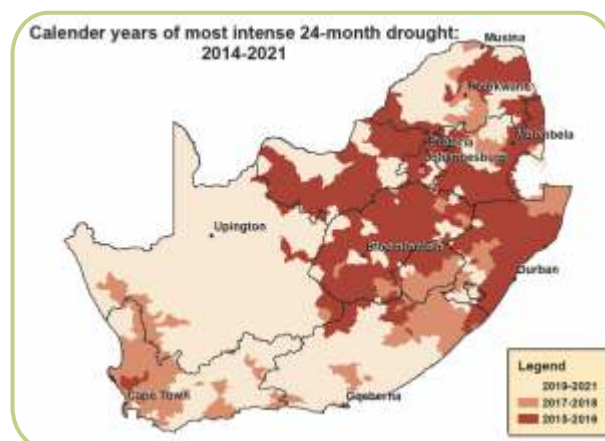 Calender years of most intense 24-month drought:
2014-2021
Musina
Polokwane
Mbombela
Pretoria
Johannesburg
Upington
Bloemfontein
Durban
Cape Town
Gqeberha
Legend
2019-2021
2017-2018
2015-2016